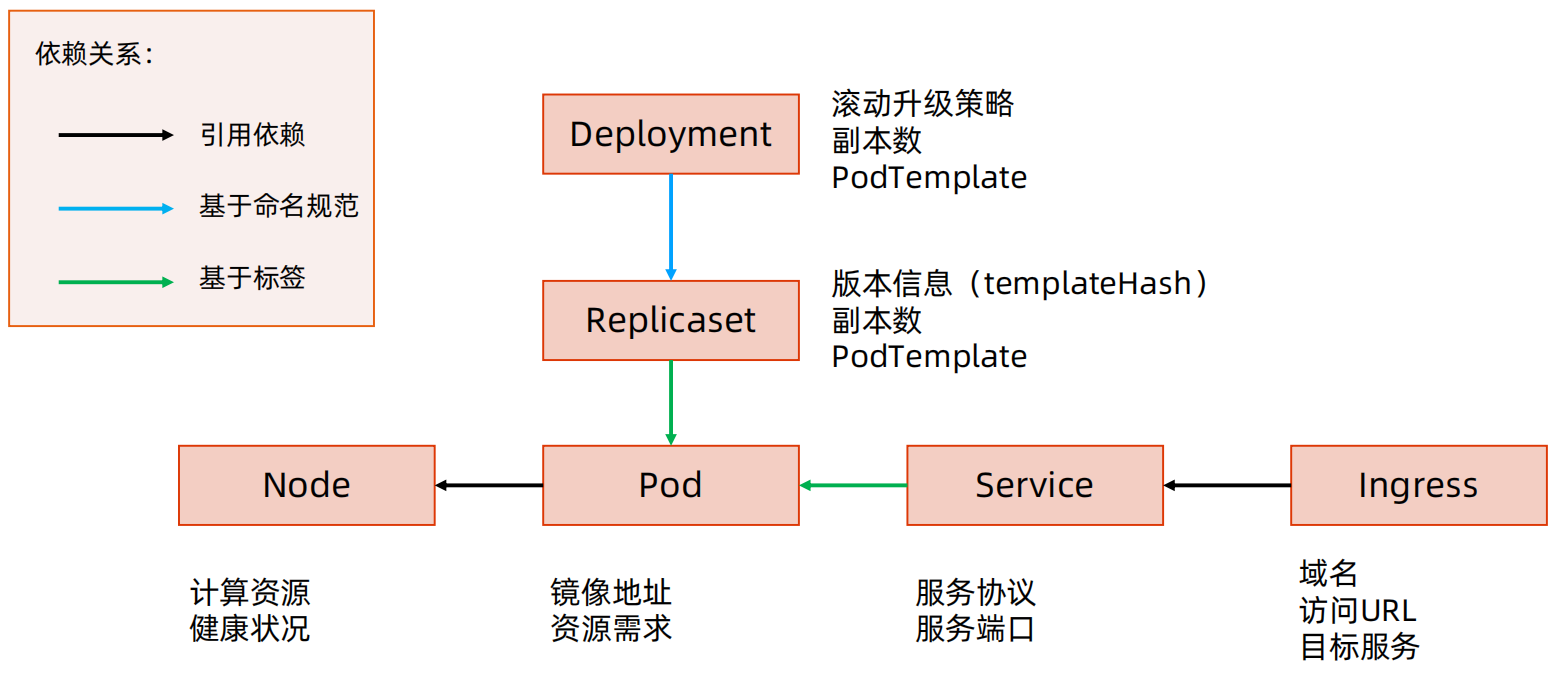 依赖关系：
引用依赖
基于命名规范
基于标签
Deployment
滚动升级策略
副本数
PodTemplate
Replicaset
版本信息（templateHash）
副本数
PodTemplate
Node
Pod
Service
Ingress
计算资源
健康状况
镜像地址
资源需求
服务协议
服务端口
域名
访问URL
目标服务